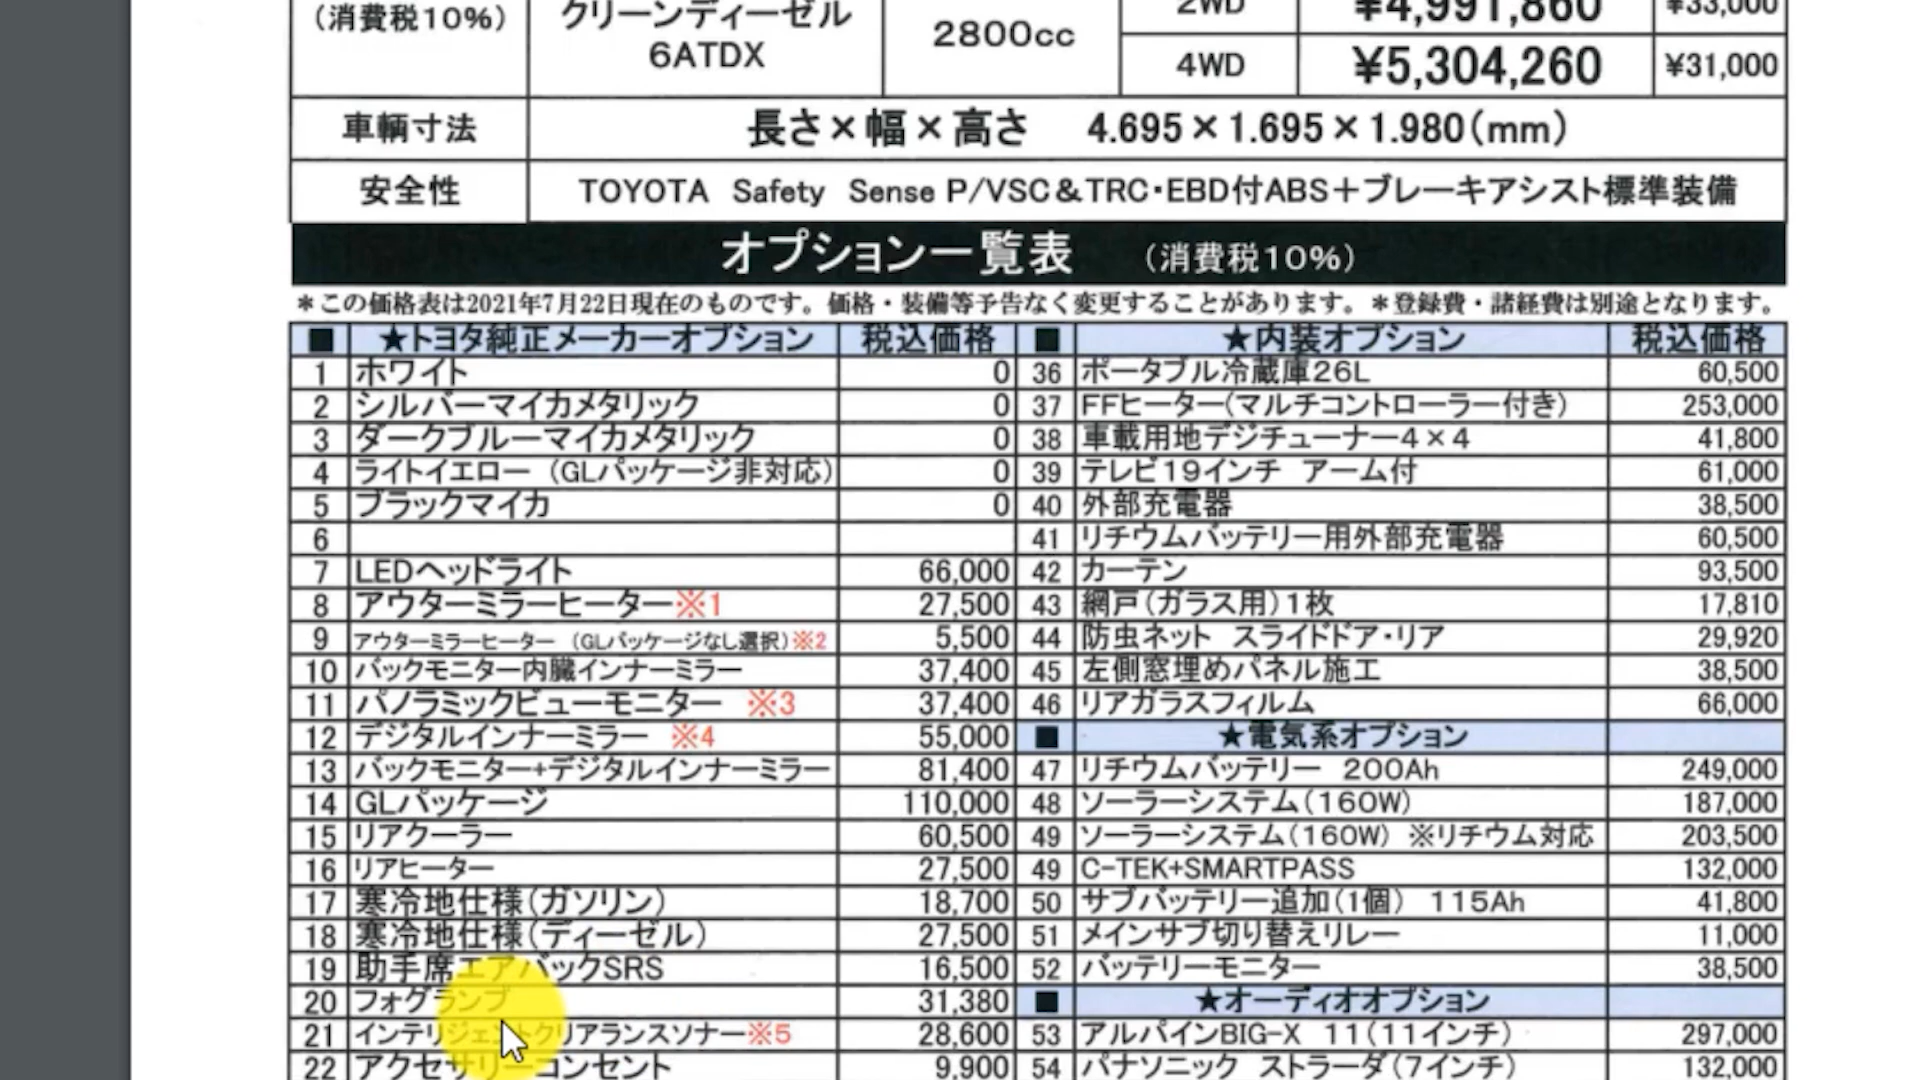 (消費税10%)
クリーンディーゼル
6ATDX
2800cc
2WD ¥4,991,860 ¥33,000
4WD ¥5,304,260 ¥31,000
車輌寸法 長さ×幅×高さ 4.695×1.695×1.980(mm)
安全性 TOYOTA Safety Sense P/VSC&TRC・EBD付ABS+ブレーキアシスト標準装備
オプション一覧表 (消費税10%)
*この価格表は2021年7月22日現在のものです。価格・装備等予告なく変更することがあります。*登録費・諸経費は別途となります。
■ ★トヨタ純正メーカーオプション 税込価格 ■ ★内装オプション 税込価格
1 ホワイト 0 36 ポータブル冷蔵庫26L 60,500
2 シルバーマイカメタリック 0 37 FFヒーター(マルチコントローラー付き) 253,000
3 ダークブルーマイカメタリック 0 38 車載用地デジチューナー4×4 41,800
4 ライトイエロー (GLパッケージ非対応) 0 39 テレビ19インチ アーム付 61,000
5 ブラックマイカ 0 40 外部充電器 38,500
6 41 リチウムバッテリー用外部充電器 60,500
7 LEDヘッドライト 66,000 42 カーテン 93,500
8 アウターミラーヒーター※1 27,500 43 網戸(ガラス用)1枚 17,810
9 アウターミラーヒーター (GLパッケージなし選択)※2 5,500 44 防虫ネット スライドドア・リア 29,920
10 バックモニター内臓インナーミラー 37,400 45 左側窓埋めパネル施工 38,500
11 パノラミックビューモニター ※3 37,400 46 リアガラスフィルム 66,000
12 デジタルインナーミラー ※4 55,000 ■ ★電気系オプション
13 バックモニター+デジタルインナーミラー 81,400 47 リチウムバッテリー 200Ah 249,000
14 GLパッケージ 110,000 48 ソーラーシステム(160W) 187,000
15 リアクーラー 60,500 49 ソーラーシステム(160W) ※リチウム対応 203,500
16 リアヒーター 27,500 49 C-TEK+SMARTPASS 132,000
17 寒冷地仕様(ガソリン) 18,700 50 サブバッテリー追加(1個) 115Ah 41,800
18 寒冷地仕様(ディーゼル) 27,500 51 メインサブ切り替えリレー 11,000
19 助手席エアバックSRS 16,500 52 バッテリーモニター 38,500
20 フォグランプ 31,380 ■ ★オーディオオプション
21 インテリジェントクリアランスソナー※5 28,600 53 アルパインBIG-X 11(11インチ) 297,000
22 アクセサリーコンセント 9,900 54 パナソニック ストラーダ(7インチ) 132,000